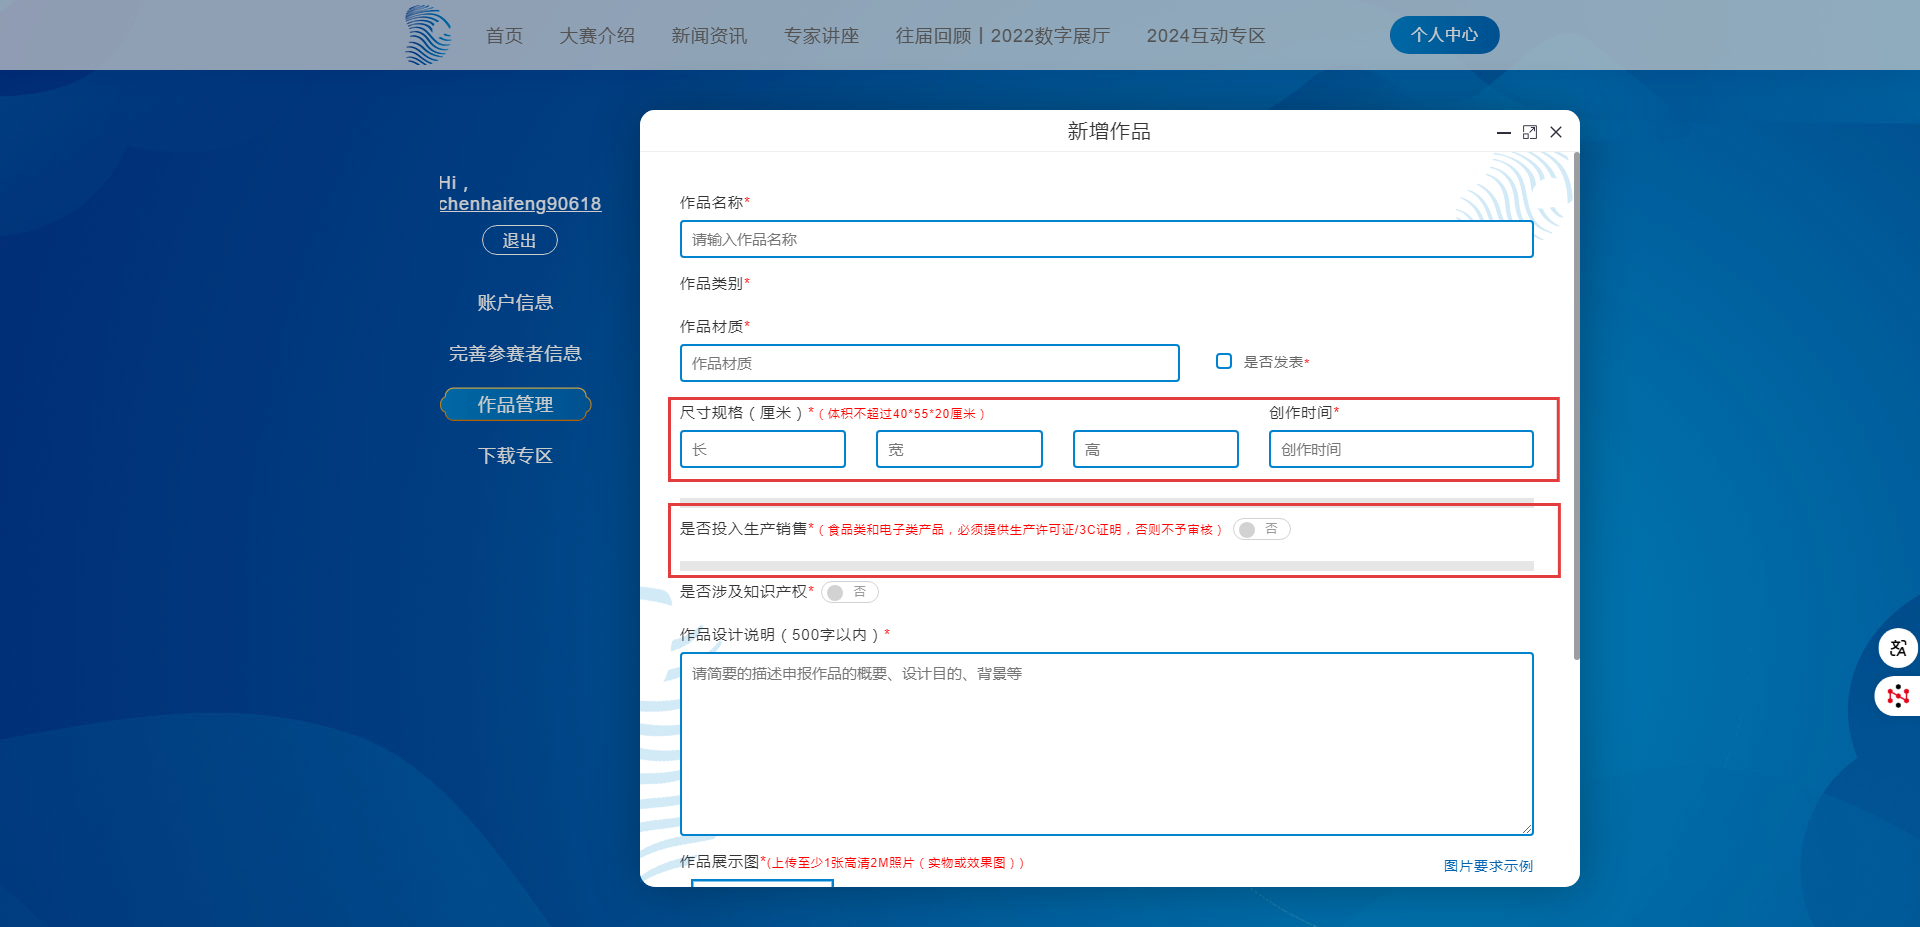 首页 大赛介绍 新闻资讯 专家讲座 往届回顾丨2022数字展厅 2024互动专区 个人中心
Hi，
chenhaifeng90618
退出
账户信息
完善参赛者信息
作品管理
下载专区
新增作品
作品名称*
请输入作品名称
作品类别*
作品材质*
作品材质 是否发表*
尺寸规格（厘米）*（体积不超过40*55*20厘米） 创作时间*
长 宽 高 创作时间
是否投入生产销售*（食品类和电子类产品，必须提供生产许可证/3C证明，否则不予审核） 否
是否涉及知识产权* 否
作品设计说明（500字以内）*
请简要的描述申报作品的概要、设计目的、背景等
作品展示图*(上传至少1张高清2M照片（实物或效果图）) 图片要求示例